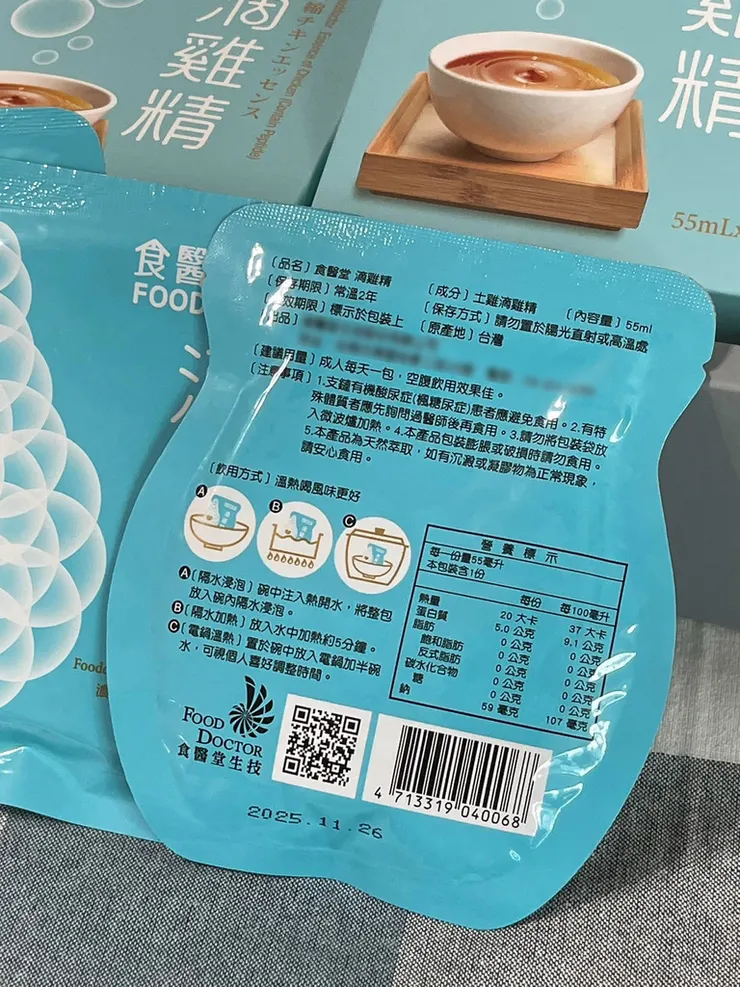 滴雞精
縮チキンエッセンス
Essence of Chicken (Contain Peptide)
雞
精
55mL
食醫
FOOD
〔品名〕食醫堂 滴雞精
〔成分〕土雞滴雞精
〔內容量〕55ml
〔保存期限〕常溫2年
〔保存方式〕請勿置於陽光直射或高溫處
效期限〕標示於包裝上
〔原產地〕台灣
〔建議用量〕成人每天一包，空腹飲用效果佳。
〔注意事項〕1.支鏈有機酸尿症(楓糖尿症)患者應避免食用。2.有特
殊體質者應先詢問過醫師後再食用。3.請勿將包裝袋放
入微波爐加熱。4.本產品包裝膨脹或破損時請勿食用。
5.本產品為天然萃取，如有沉澱或凝膠物為正常現象，
請安心食用。
〔飲用方式〕溫熱喝風味更好
A
B
C
A〔隔水浸泡〕碗中注入熱開水，將整包
放入碗內隔水浸泡。
B〔隔水加熱〕放入水中加熱約5分鐘。
C〔電鍋溫熱〕置於碗中放入電鍋加半碗
水，可視個人喜好調整時間。
營養標示
每一份量55毫升
本包裝含1份
每份 每100毫升
熱量 20 大卡 37 大卡
蛋白質 5.0 公克 9.1 公克
脂肪 0 公克 0 公克
飽和脂肪 0 公克 0 公克
反式脂肪 0 公克 0 公克
碳水化合物 0 公克 0 公克
糖 0 公克 0 公克
鈉 59 毫克 107 毫克
FOOD
DOCTOR
食醫堂生技
4 713319 040068
2025.11.26
Foodd
濃